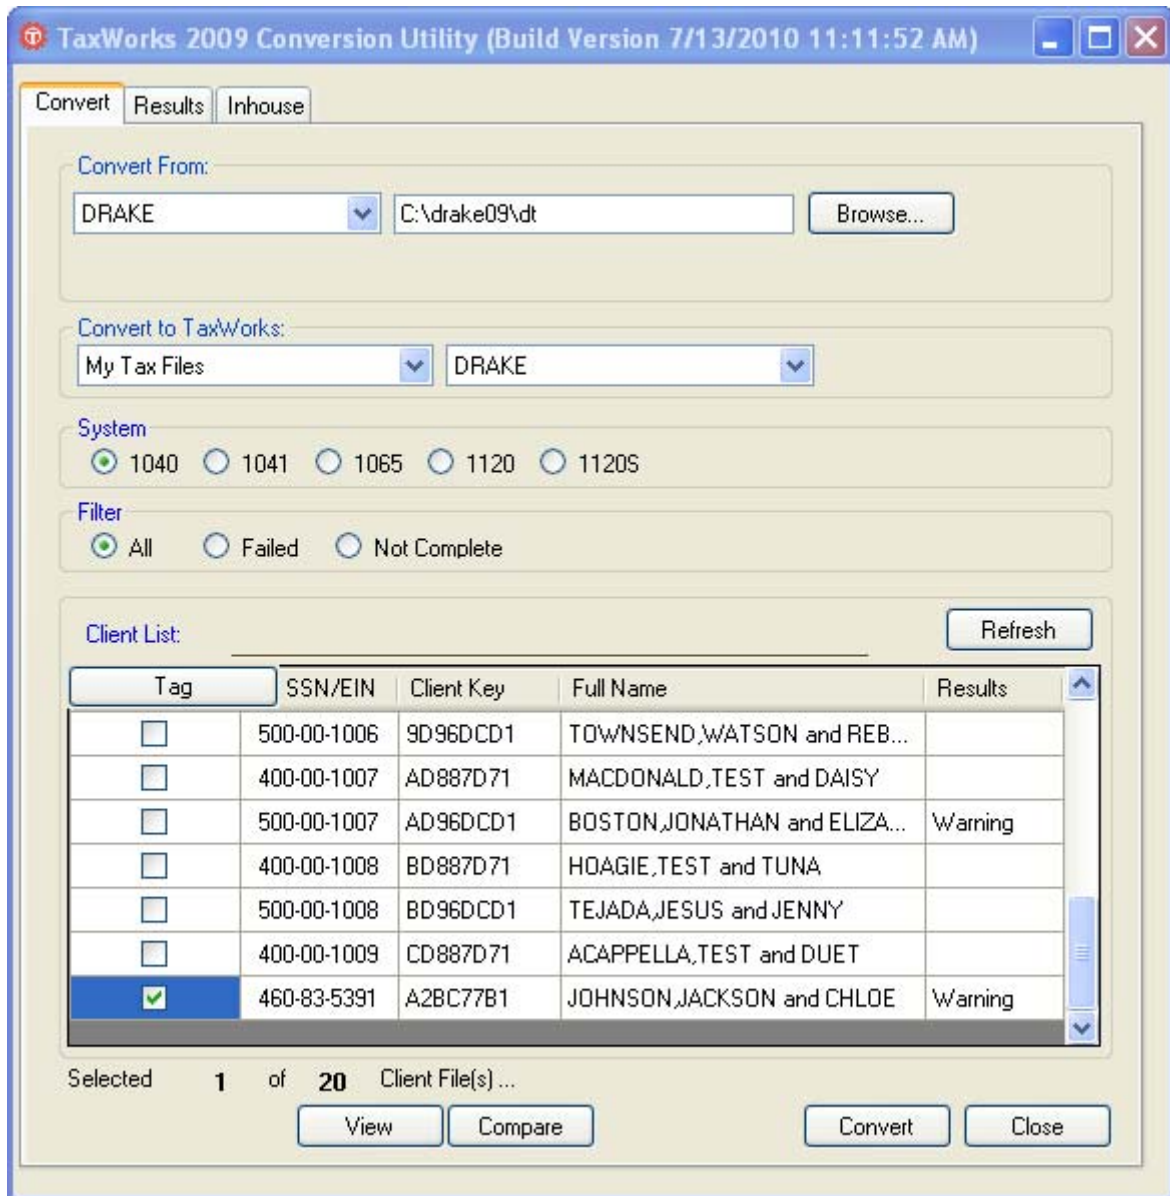 TaxWorks 2009 Conversion Utility (Build Version 7/13/2010 11:11:52 AM)
Convert Results Inhouse
Convert From:
DRAKE C:\drake09\dt Browse...
Convert to TaxWorks:
My Tax Files DRAKE
System
1040 1041 1065 1120 1120S
Filter
All Failed Not Complete
Client List: Refresh
Tag SSN/EIN Client Key Full Name Results
500-00-1006 9D96DCD1 TOWNSEND,WATSON and REB...
400-00-1007 AD887D71 MACDONALD,TEST and DAISY
500-00-1007 AD96DCD1 BOSTON,JONATHAN and ELIZA... Warning
400-00-1008 BD887D71 HOAGIE,TEST and TUNA
500-00-1008 BD96DCD1 TEJADA,JESUS and JENNY
400-00-1009 CD887D71 ACAPPELLA,TEST and DUET
460-83-5391 A2BC77B1 JOHNSON,JACKSON and CHLOE Warning
Selected 1 of 20 Client File(s) ...
View Compare Convert Close